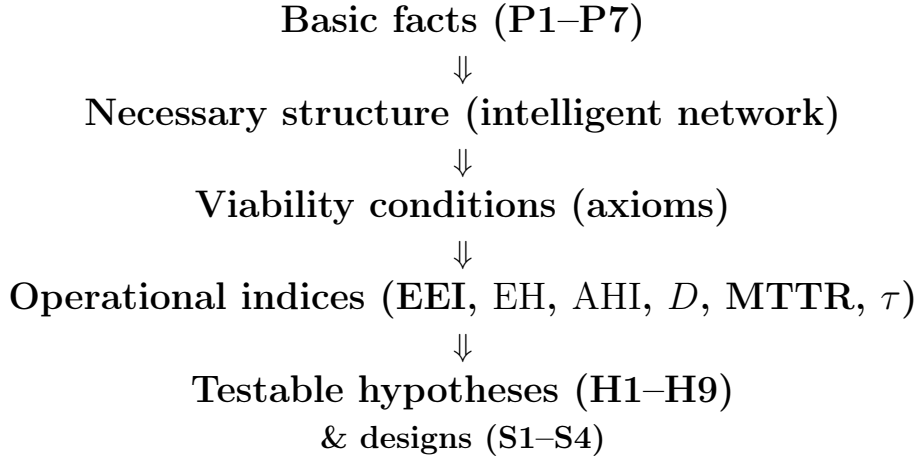 Basic facts (P1–P7)
⇓
Necessary structure (intelligent network)
⇓
Viability conditions (axioms)
⇓
Operational indices (EEI, EH, AHI, D, MTTR, τ)
⇓
Testable hypotheses (H1–H9)
& designs (S1–S4)